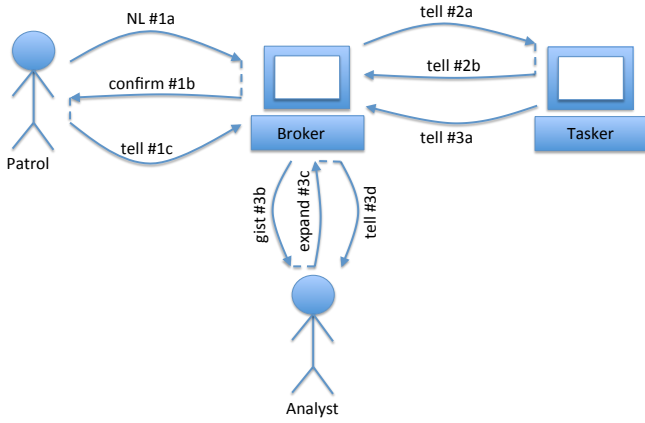 NL #1a
tell #2a
confirm #1b
tell #2b
Broker
Tasker
tell #1c
tell #3a
Patrol
gist #3b
expand #3c
tell #3d
Analyst